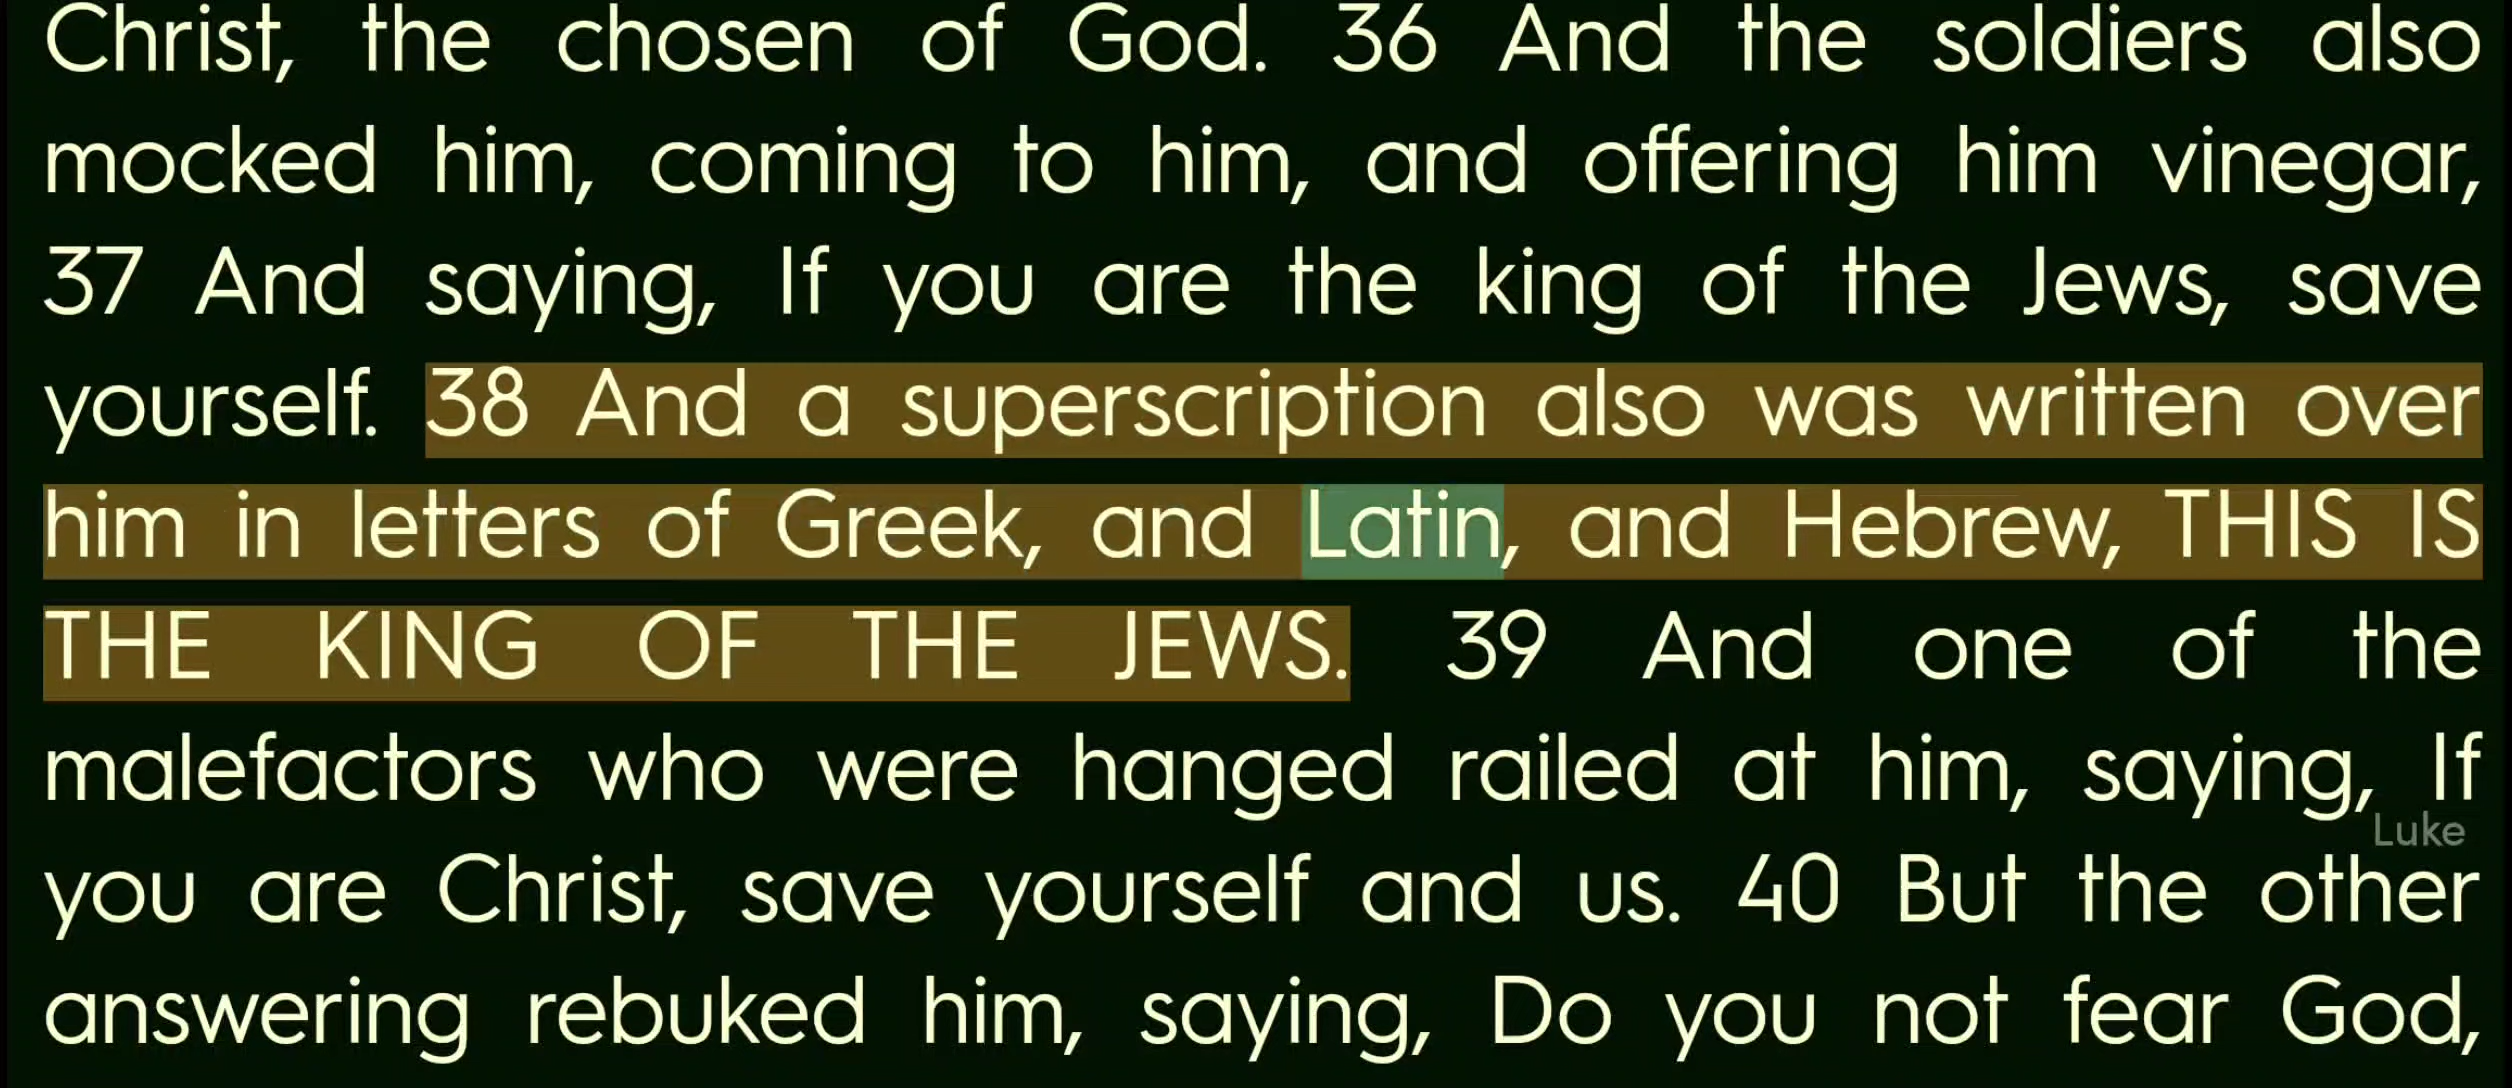 Christ, the chosen of God. 36 And the soldiers also
mocked him, coming to him, and offering him vinegar,
37 And saying, If you are the king of the Jews, save
yourself. 38 And a superscription also was written over
him in letters of Greek, and Latin, and Hebrew, THIS IS
THE KING OF THE JEWS. 39 And one of the
malefactors who were hanged railed at him, saying, If
Luke
you are Christ, save yourself and us. 40 But the other
answering rebuked him, saying, Do you not fear God,